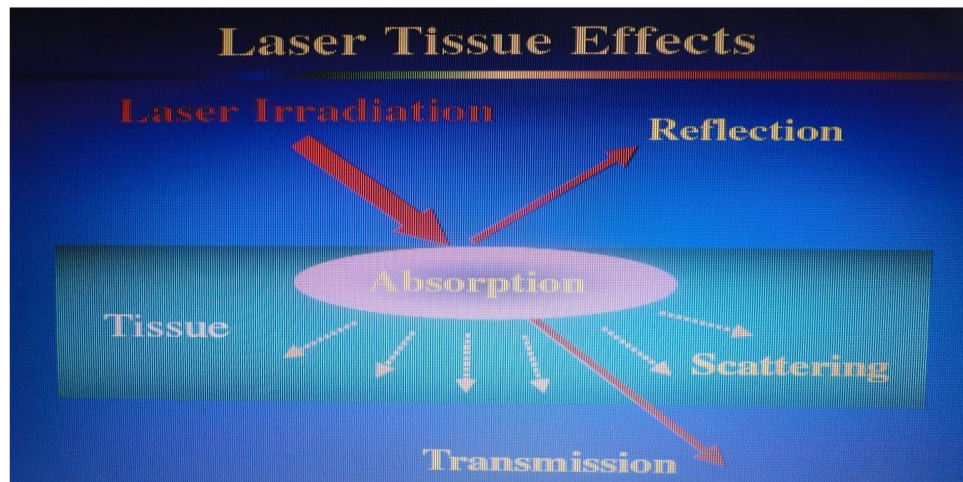 Laser Tissue Effects
Laser Irradiation
Reflection
Absorption
Tissue
Scattering
Transmission